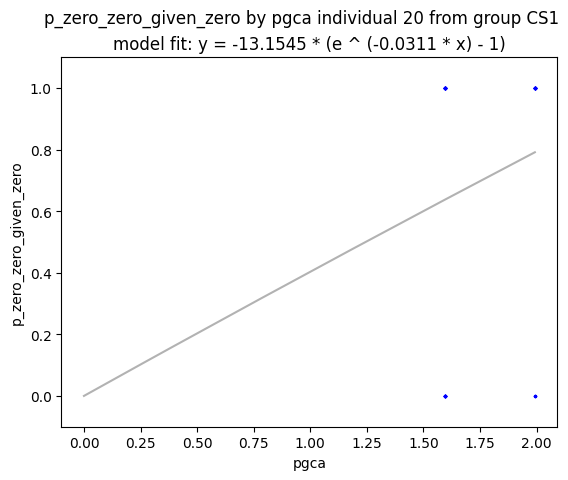 p_zero_zero_given_zero by pgca individual 20 from group CS1
model fit: y = -13.1545 * (e ^ (-0.0311 * x) - 1)
1.0
0.8
0.6
0.4
0.2
0.0
p_zero_zero_given_zero
0.00 0.25 0.50 0.75 1.00 1.25 1.50 1.75 2.00
pgca